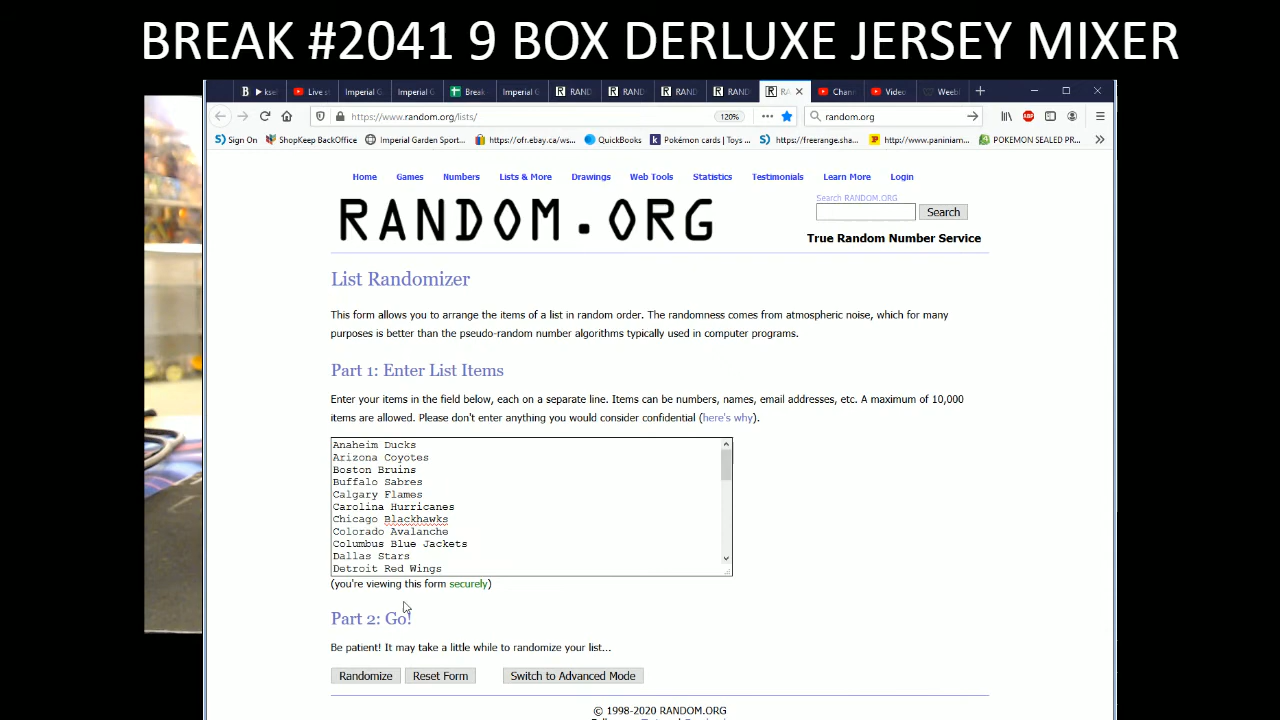 BREAK #2041 9 BOX DERLUXE JERSEY MIXER
B ksel Live st Imperial G Imperial G Break Imperial G RAND RAND RAND RAND RA Chann Video Weebl
https://www.random.org/lists/ 120% random.org
Sign On ShopKeep BackOffice Imperial Garden Sport... https://ofr.ebay.ca/ws... QuickBooks Pokémon cards | Toys ... https://freerange.sha... http://www.paniniam... POKEMON SEALED PR...
Home Games Numbers Lists & More Drawings Web Tools Statistics Testimonials Learn More Login
Search RANDOM.ORG
RANDOM.ORG
Search
True Random Number Service
List Randomizer
This form allows you to arrange the items of a list in random order. The randomness comes from atmospheric noise, which for many
purposes is better than the pseudo-random number algorithms typically used in computer programs.
Part 1: Enter List Items
Enter your items in the field below, each on a separate line. Items can be numbers, names, email addresses, etc. A maximum of 10,000
items are allowed. Please don't enter anything you would consider confidential (here's why).
Anaheim Ducks
Arizona Coyotes
Boston Bruins
Buffalo Sabres
Calgary Flames
Carolina Hurricanes
Chicago Blackhawks
Colorado Avalanche
Columbus Blue Jackets
Dallas Stars
Detroit Red Wings
(you're viewing this form securely)
Part 2: Go!
Be patient! It may take a little while to randomize your list...
Randomize Reset Form Switch to Advanced Mode
© 1998-2020 RANDOM.ORG